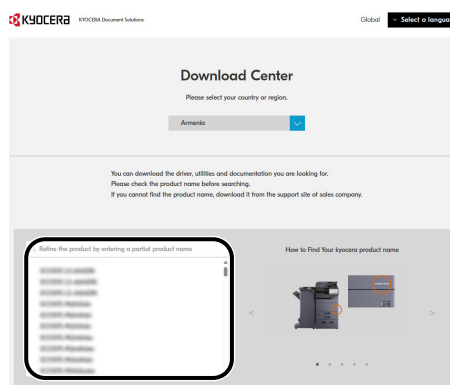 KYOCERA KYOCERA Document Solutions
Global Select a langua
Download Center
Please select your country or region.
Armenia
You can download the driver, utilities and documentation you are looking for.
Please check the product name before searching.
If you cannot find the product name, download it from the support site of sales company.
Refine the product by entering a partial product name
How to Find Your kyocera product name